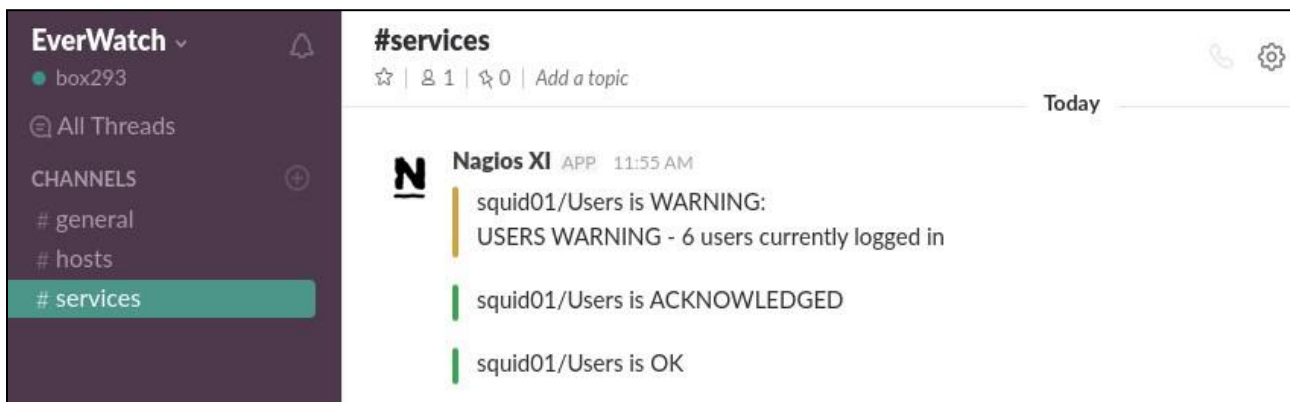 EverWatch
box293
All Threads
CHANNELS
# general
# hosts
# services
#services
1 | 0 | Add a topic
Today
N
Nagios XI APP 11:55 AM
squid01/Users is WARNING:
USERS WARNING - 6 users currently logged in
squid01/Users is ACKNOWLEDGED
squid01/Users is OK